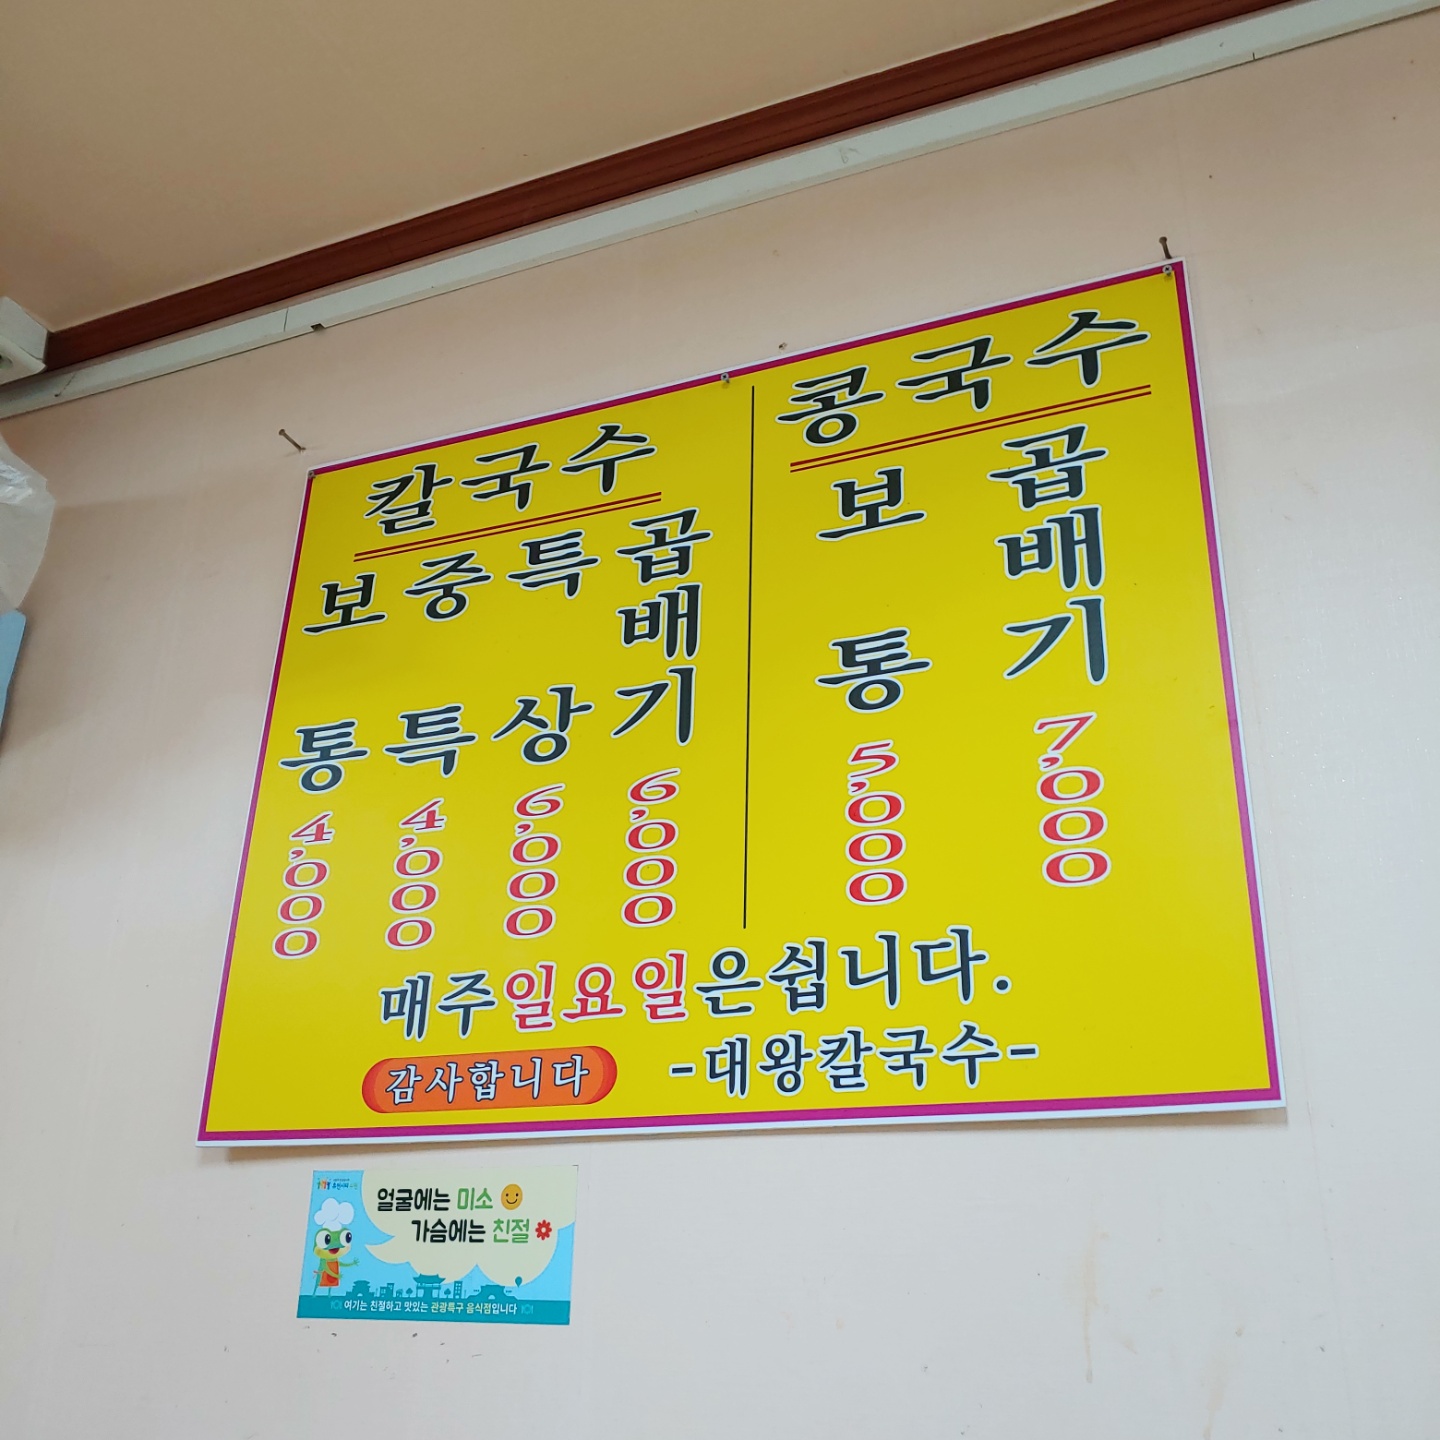 칼국수
보통 4,000
중특 4,000
특상 6,000
곱배기 6,000
콩국수
보통 5,000
곱배기 7,000
매주일요일은쉽니다.
감사합니다 -대왕칼국수-
얼굴에는 미소
가슴에는 친절
여기는 친절하고 맛있는 관광특구 음식점입니다